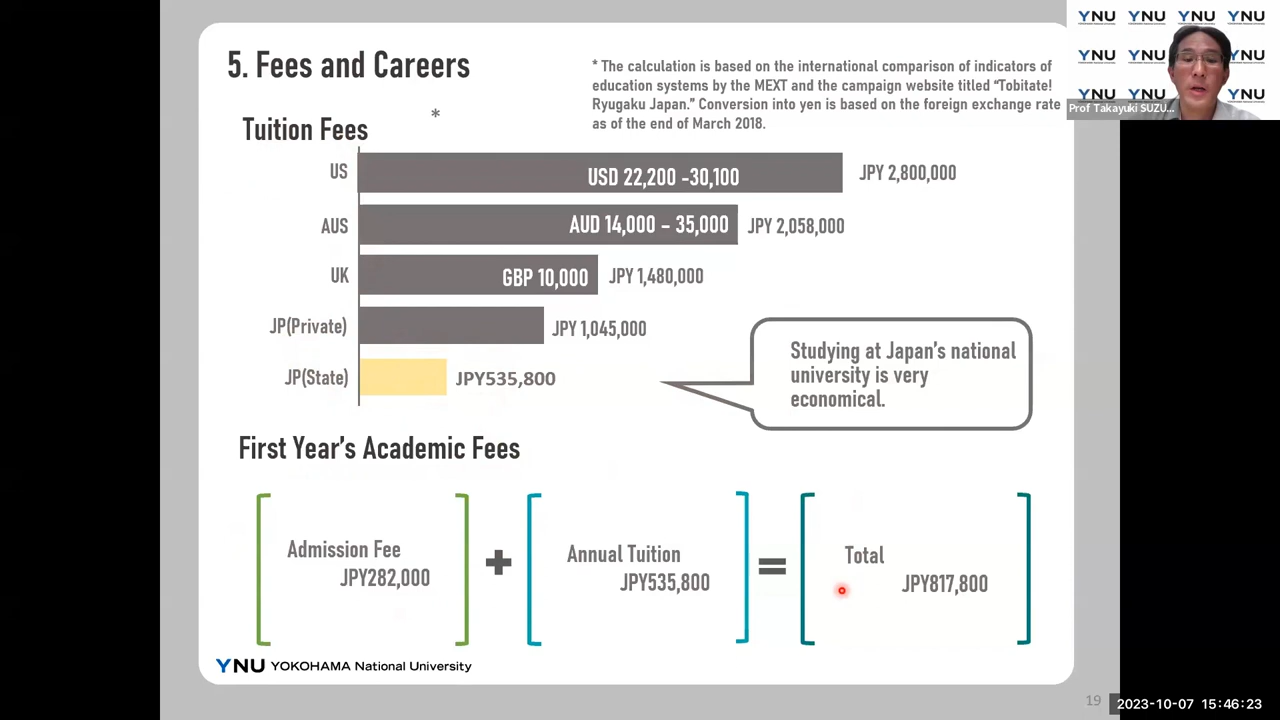 5. Fees and Careers
* The calculation is based on the international comparison of indicators of
education systems by the MEXT and the campaign website titled “Tobitate!
Ryugaku Japan.” Conversion into yen is based on the foreign exchange rate
as of the end of March 2018.
Tuition Fees
*
US
USD 22,200 -30,100
JPY 2,800,000
AUS
AUD 14,000 – 35,000
JPY 2,058,000
UK
GBP 10,000
JPY 1,480,000
JP(Private)
JPY 1,045,000
JP(State)
JPY535,800
Studying at Japan’s national
university is very
economical.
First Year’s Academic Fees
Admission Fee
JPY282,000
+
Annual Tuition
JPY535,800
=
Total
JPY817,800
YNU YOKOHAMA National University
19
YNU YNU YNU YNU
YNU YNU YNU
YNU YNU YNU
Prof Takayuki SUZU...
2023-10-07 15:46:23